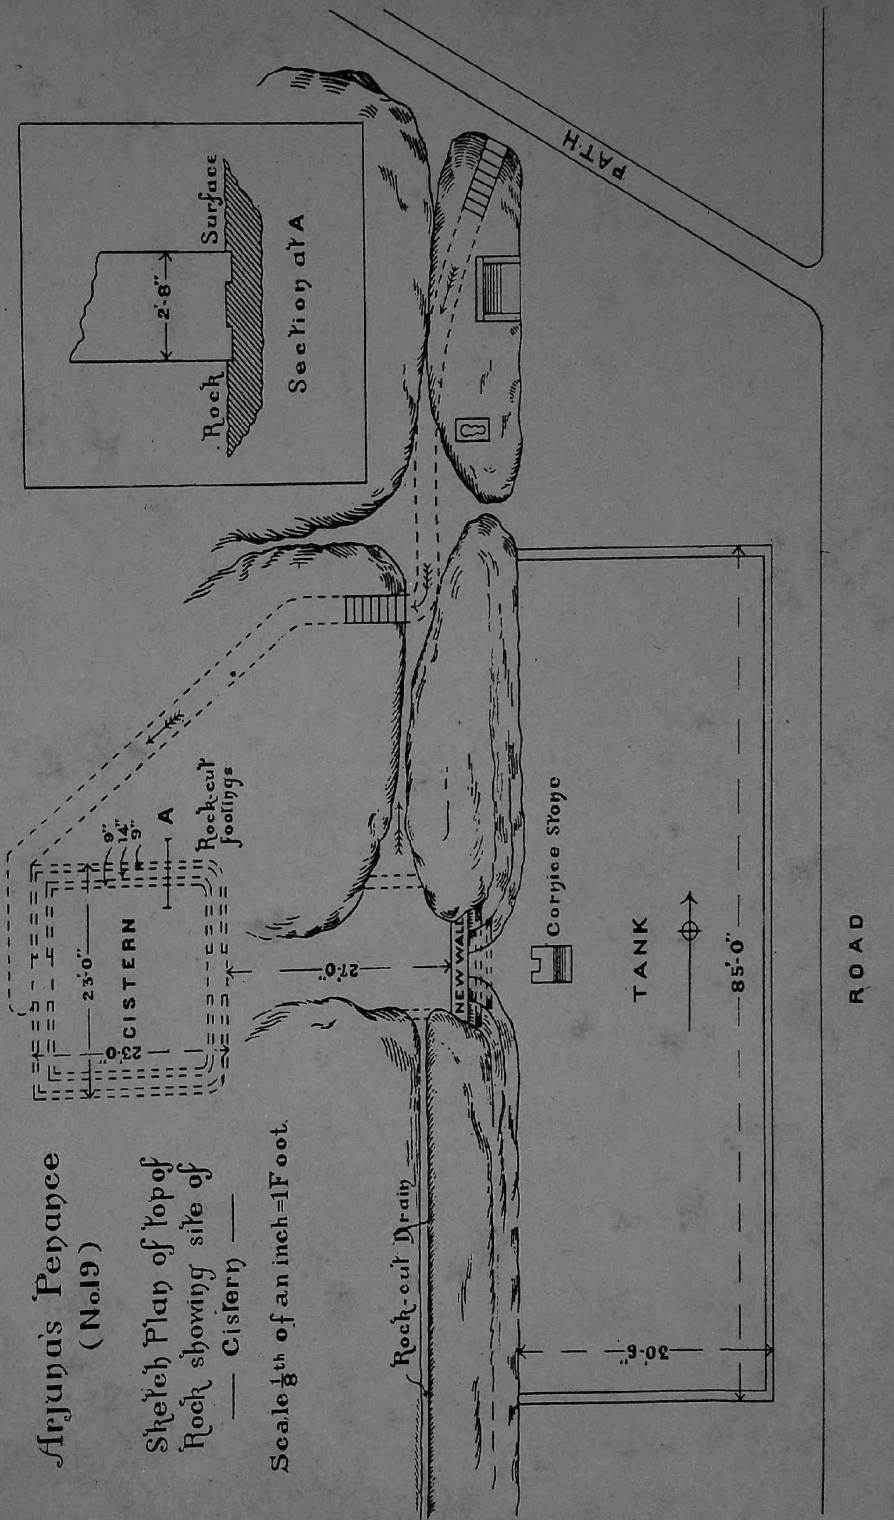 Arjuna's Penance
(No.19)
Sketch Plan of top of
Rock showing site of
Cistern
Scale 1/8th of an inch=1 Foot.
CISTERN
23'-0"
23'-0"
9"
14"
9"
A
Rock-cut
footings
27'-0"
NEW WALL
Rock-cut Drain
Cornice Stone
TANK
85'-0"
30'-6"
ROAD
PATH
Rock
Surface
2'-8"
Section at A